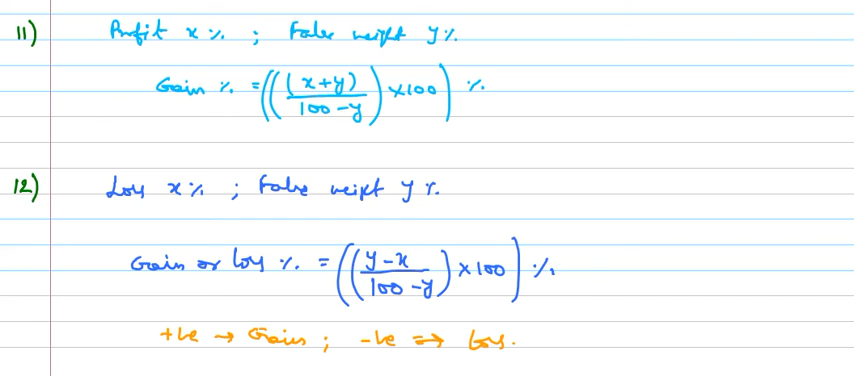 11) Profit x % ; False weight y %.
Gain % = (((x+y)/(100-y)) ×100) %
12) Loss x % ; False weight y %.
Gain or loss % = (((y-x)/(100-y)) ×100) %
+ve → Gain ; -ve ⇒ Loss.